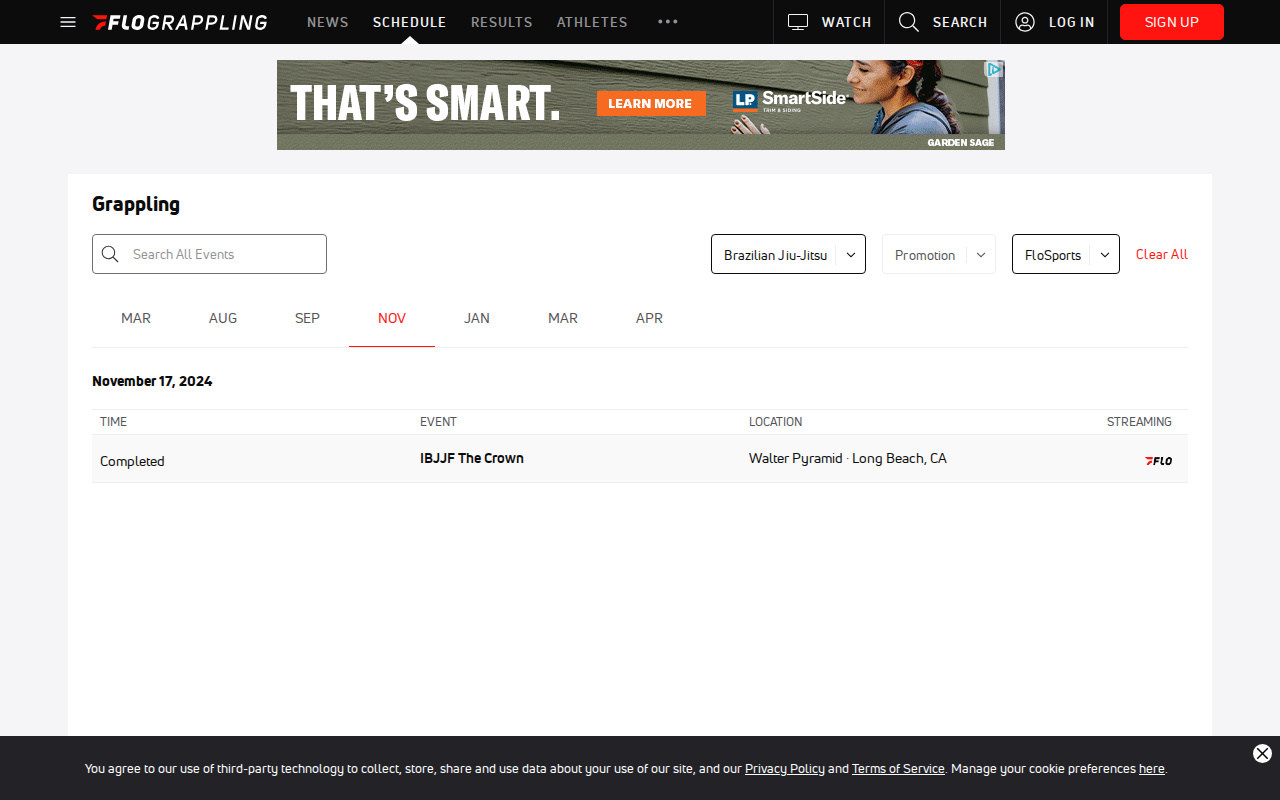 FLOGRAPPLING NEWS SCHEDULE RESULTS ATHLETES ••• WATCH SEARCH LOG IN SIGN UP
THAT'S SMART. LEARN MORE LP SmartSide
TRIM & SIDING
GARDEN SAGE
Grappling
Search All Events Brazilian Jiu-Jitsu Promotion FloSports Clear All
MAR AUG SEP NOV JAN MAR APR
November 17, 2024
TIME EVENT LOCATION STREAMING
Completed IBJJF The Crown Walter Pyramid · Long Beach, CA FLO
You agree to our use of third-party technology to collect, store, share and use data about your use of our site, and our Privacy Policy and Terms of Service. Manage your cookie preferences here.